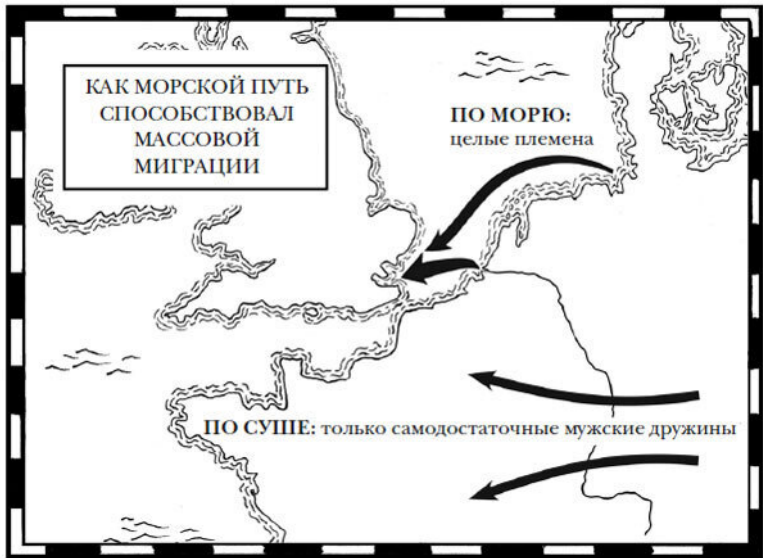 КАК МОРСКОЙ ПУТЬ
СПОСОБСТВОВАЛ
МАССОВОЙ
МИГРАЦИИ
ПО МОРЮ:
целые племена
ПО СУШЕ: только самодостаточные мужские дружины